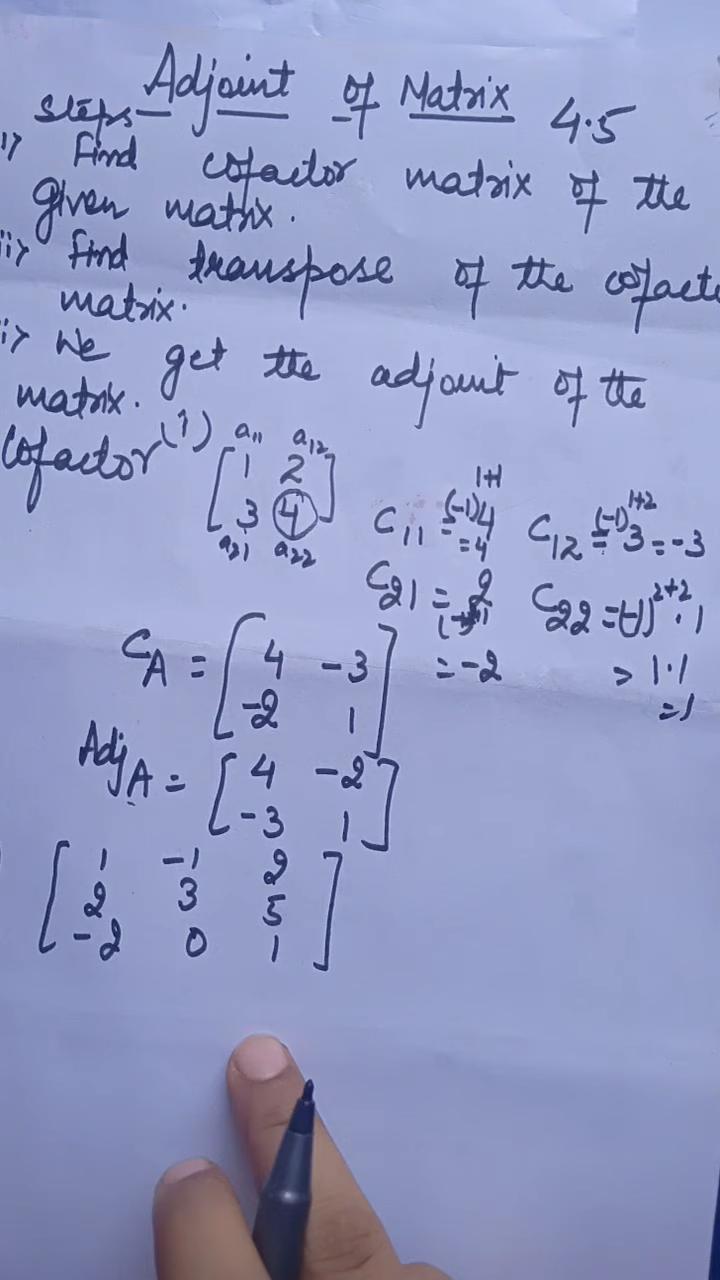 Adjoint of Matrix 4.5
Steps
i> Find cofactor matrix of the
given matrix.
ii> Find transpose of the cofacto
matrix.
ii> We get the adjoint of the
matrix.
Cofactor (1) a11 a12
[1 2
3 4]
a21 a22
C11 = (-1)^1+1 4
= 4
C12 = (-1)^1+2 3 = -3
C21 = 2
= -2
C22 = (-1)^2+2 . 1
> 1.1
= 1
CA = [4 -3
-2 1]
Adj A = [4 -2
-3 1]
[1 -1 2
2 3 5
-2 0 1]